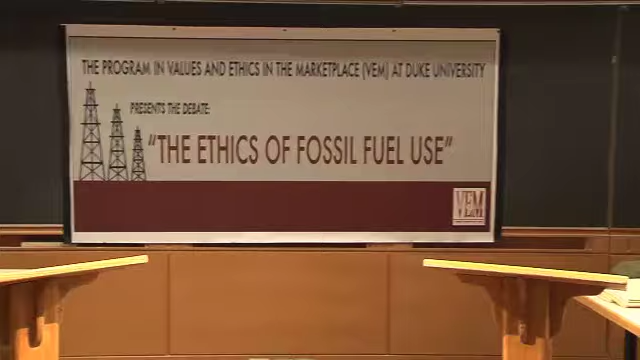 THE PROGRAM IN VALUES AND ETHICS IN THE MARKETPLACE (VEM) AT DUKE UNIVERSITY
PRESENTS THE DEBATE:
"THE ETHICS OF FOSSIL FUEL USE"
VEM